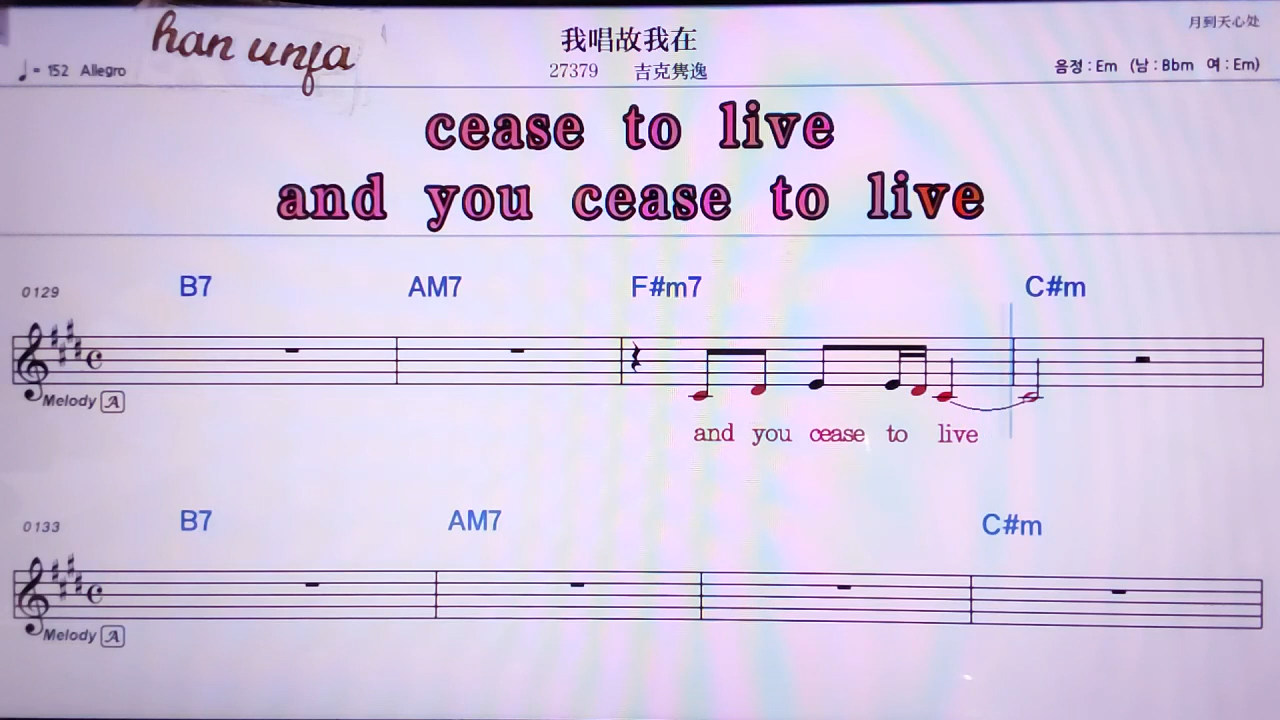 han unfa
我唱故我在
月到天心处
♩= 152 Allegro
27379 吉克隽逸
음정 : Em (남 : Bbm 여 : Em)
cease to live
and you cease to live
B7 AM7 F#m7 C#m
0129
Melody A
and you cease to live
B7 AM7 C#m
0133
Melody A